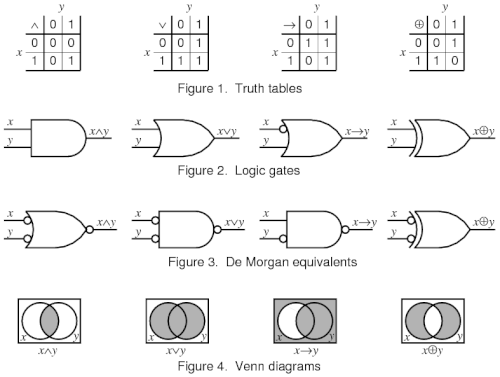 y y y y
∧ 0 1 ∨ 0 1 → 0 1 ⊕ 0 1
0 0 0 0 0 1 0 1 1 0 0 1
x x x x
1 0 1 1 1 1 1 0 1 1 1 0
Figure 1. Truth tables
x x x x
y x∧y y x∨y y x→y y x⊕y
Figure 2. Logic gates
x x x x
y x∧y y x∨y y x→y y x⊕y
Figure 3. De Morgan equivalents
x y x y x y x y
x∧y x∨y x→y x⊕y
Figure 4. Venn diagrams